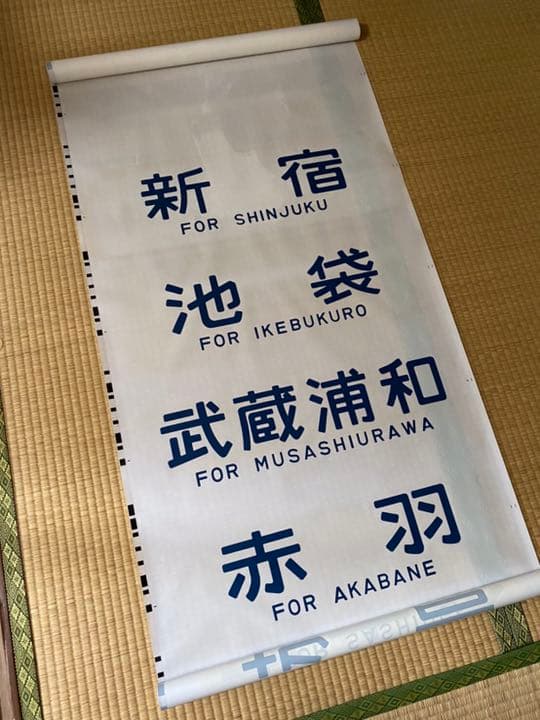 新宿
FOR SHINJUKU
池袋
FOR IKEBUKURO
武蔵浦和
FOR MUSASHIURAWA
赤羽
FOR AKABANE